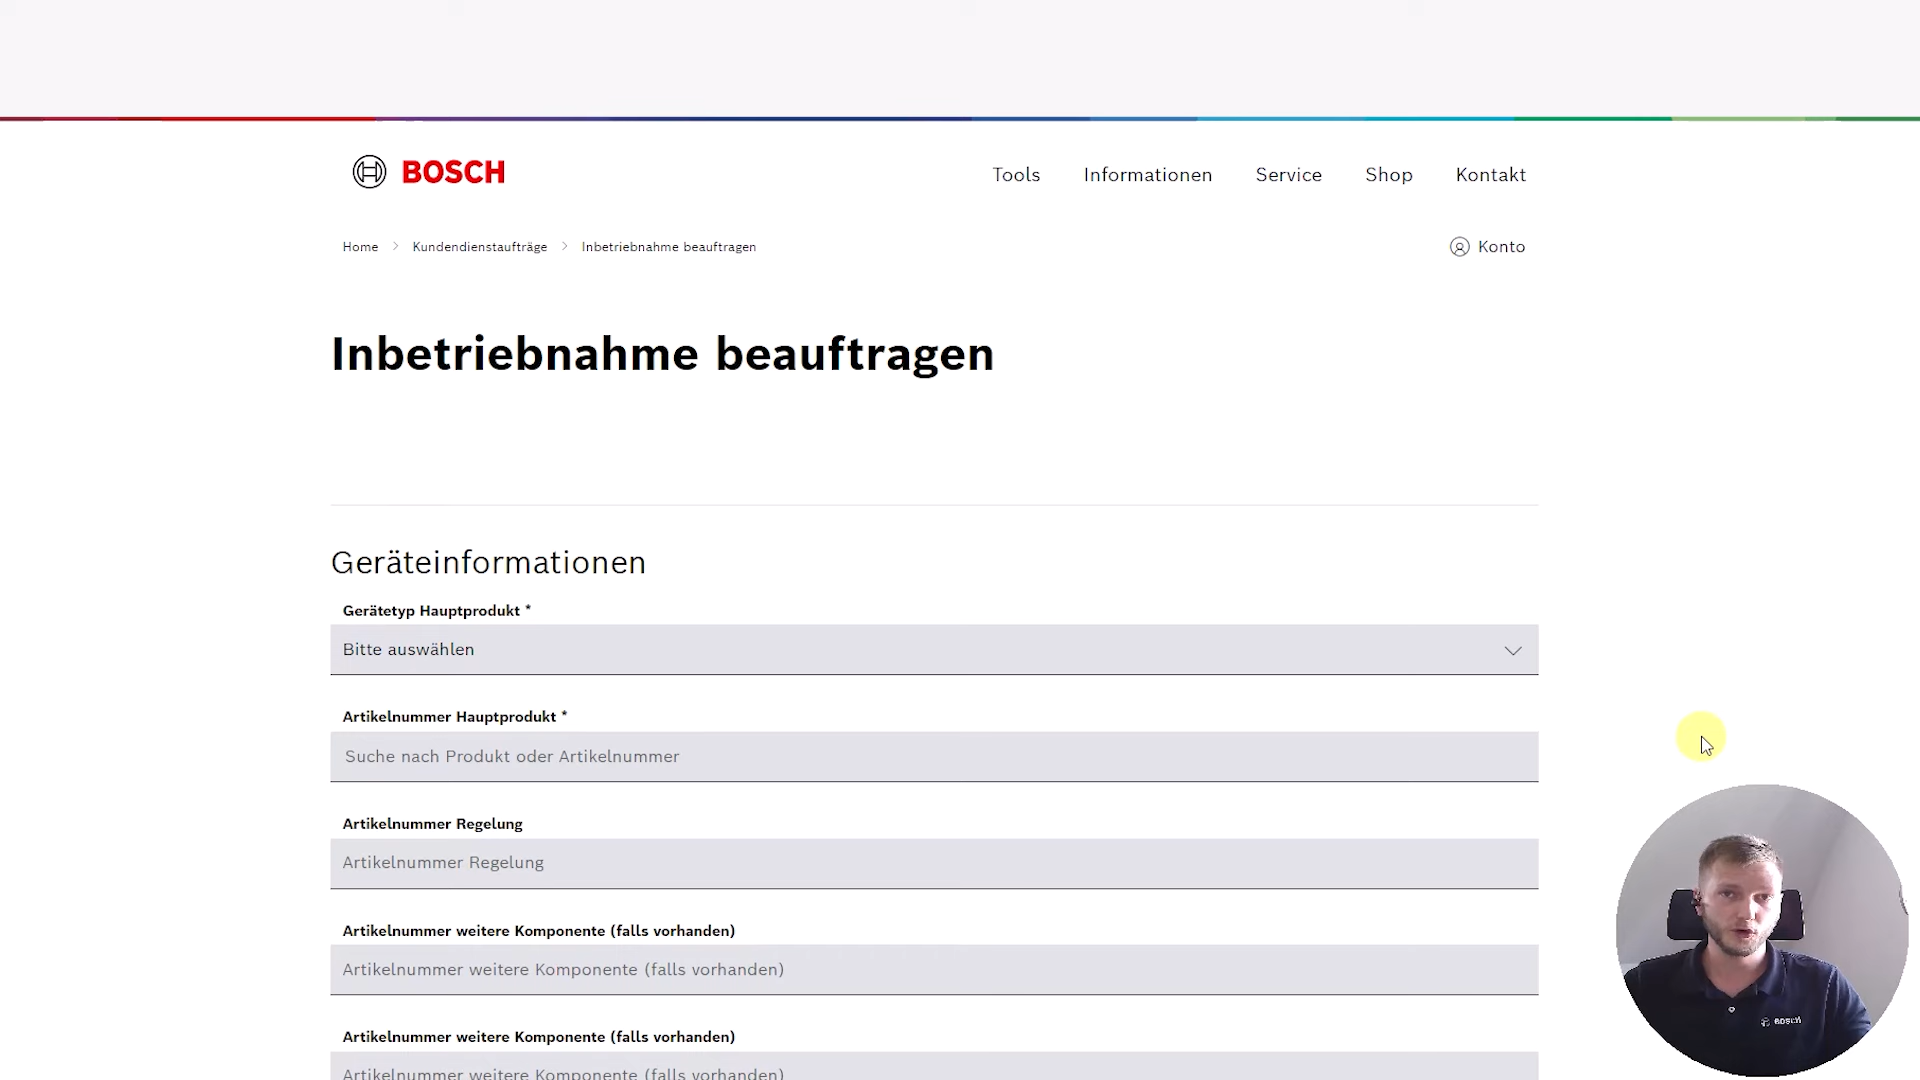 BOSCH
Tools Informationen Service Shop Kontakt
Home Kundendienstaufträge Inbetriebnahme beauftragen Konto
Inbetriebnahme beauftragen
Geräteinformationen
Gerätetyp Hauptprodukt *
Bitte auswählen
Artikelnummer Hauptprodukt *
Suche nach Produkt oder Artikelnummer
Artikelnummer Regelung
Artikelnummer Regelung
Artikelnummer weitere Komponente (falls vorhanden)
Artikelnummer weitere Komponente (falls vorhanden)
Artikelnummer weitere Komponente (falls vorhanden)
Artikelnummer weitere Komponente (falls vorhanden)
BOSCH